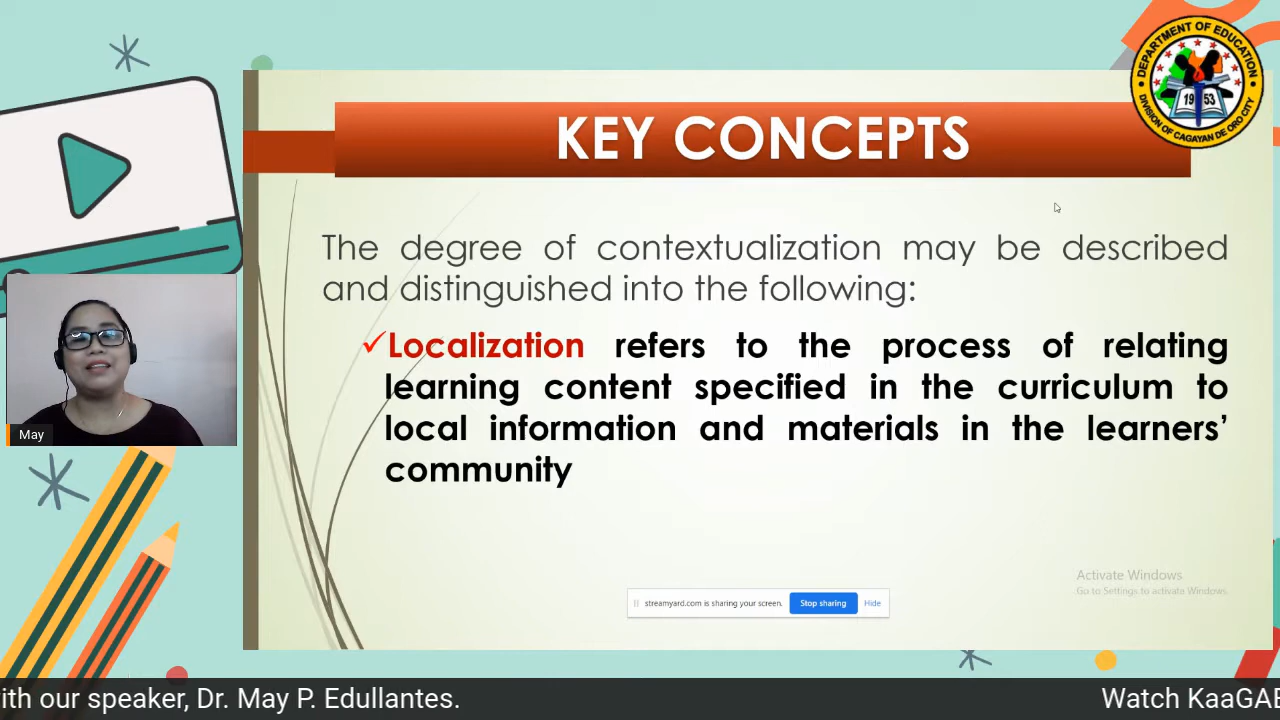 DEPARTMENT OF EDUCATION
19 53
DIVISION OF CAGAYAN DE ORO CITY
KEY CONCEPTS
The degree of contextualization may be described
and distinguished into the following:
✓Localization refers to the process of relating
learning content specified in the curriculum to
local information and materials in the learners’
community
May
Activate Windows
Go to Settings to activate Windows.
streamyard.com is sharing your screen. Stop sharing Hide
ith our speaker, Dr. May P. Edullantes. Watch KaaGAB